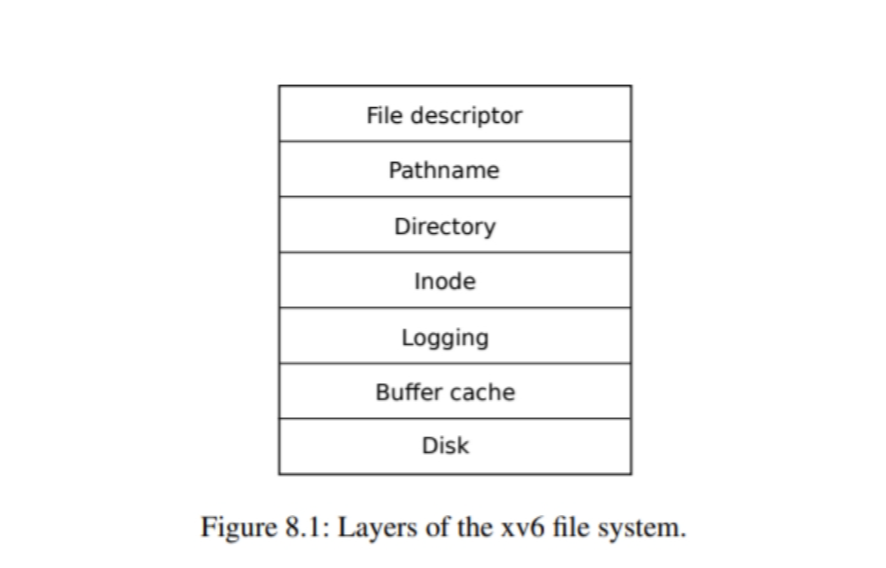 File descriptor
Pathname
Directory
Inode
Logging
Buffer cache
Disk
Figure 8.1: Layers of the xv6 file system.